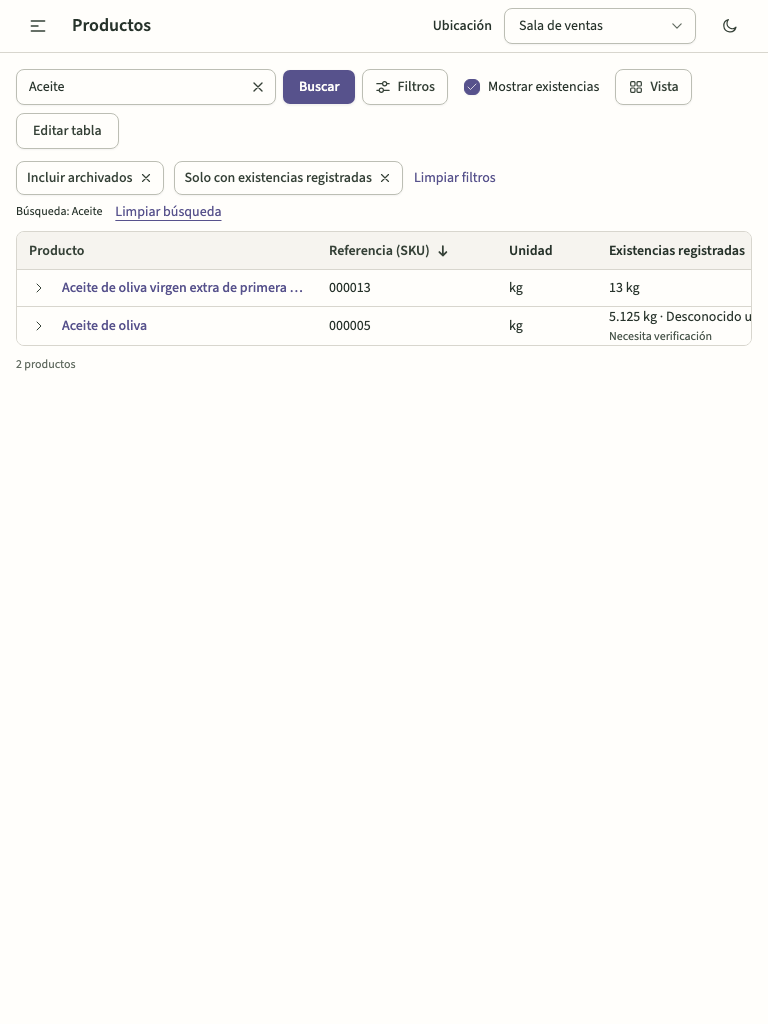 Productos
Ubicación
Sala de ventas
Aceite
Buscar
Filtros
Mostrar existencias
Vista
Editar tabla
Incluir archivados
Solo con existencias registradas
Limpiar filtros
Búsqueda: Aceite
Limpiar búsqueda
Producto Referencia (SKU) Unidad Existencias registradas
Aceite de oliva virgen extra de primera … 000013 kg 13 kg
Aceite de oliva 000005 kg 5.125 kg · Desconocido u
Necesita verificación
2 productos